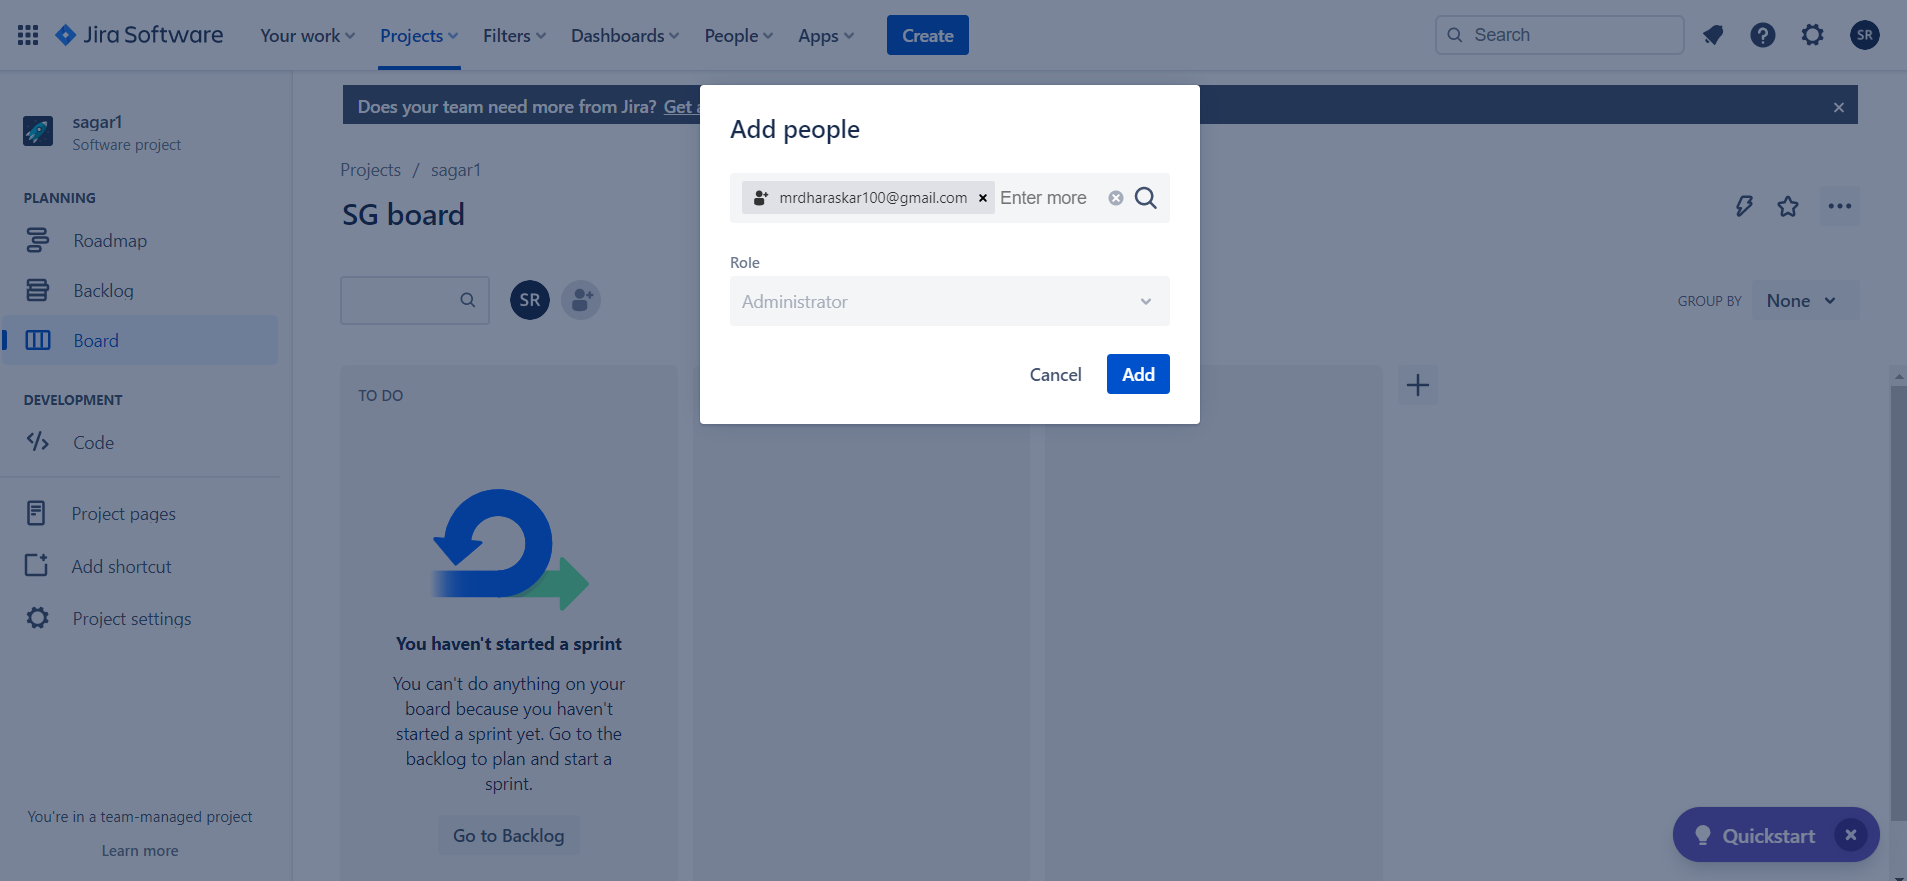 Jira Software
Your work
Projects
Filters
Dashboards
People
Apps
Create
Search
SR
sagar1
Software project
PLANNING
Roadmap
Backlog
Board
DEVELOPMENT
Code
Project pages
Add shortcut
Project settings
You're in a team-managed project
Learn more
Does your team need more from Jira? Get
Projects / sagar1
SG board
SR
GROUP BY None
TO DO
You haven't started a sprint
You can't do anything on your
board because you haven't
started a sprint yet. Go to the
backlog to plan and start a
sprint.
Go to Backlog
Add people
mrdharaskar100@gmail.com
Enter more
Role
Administrator
Cancel
Add
Quickstart